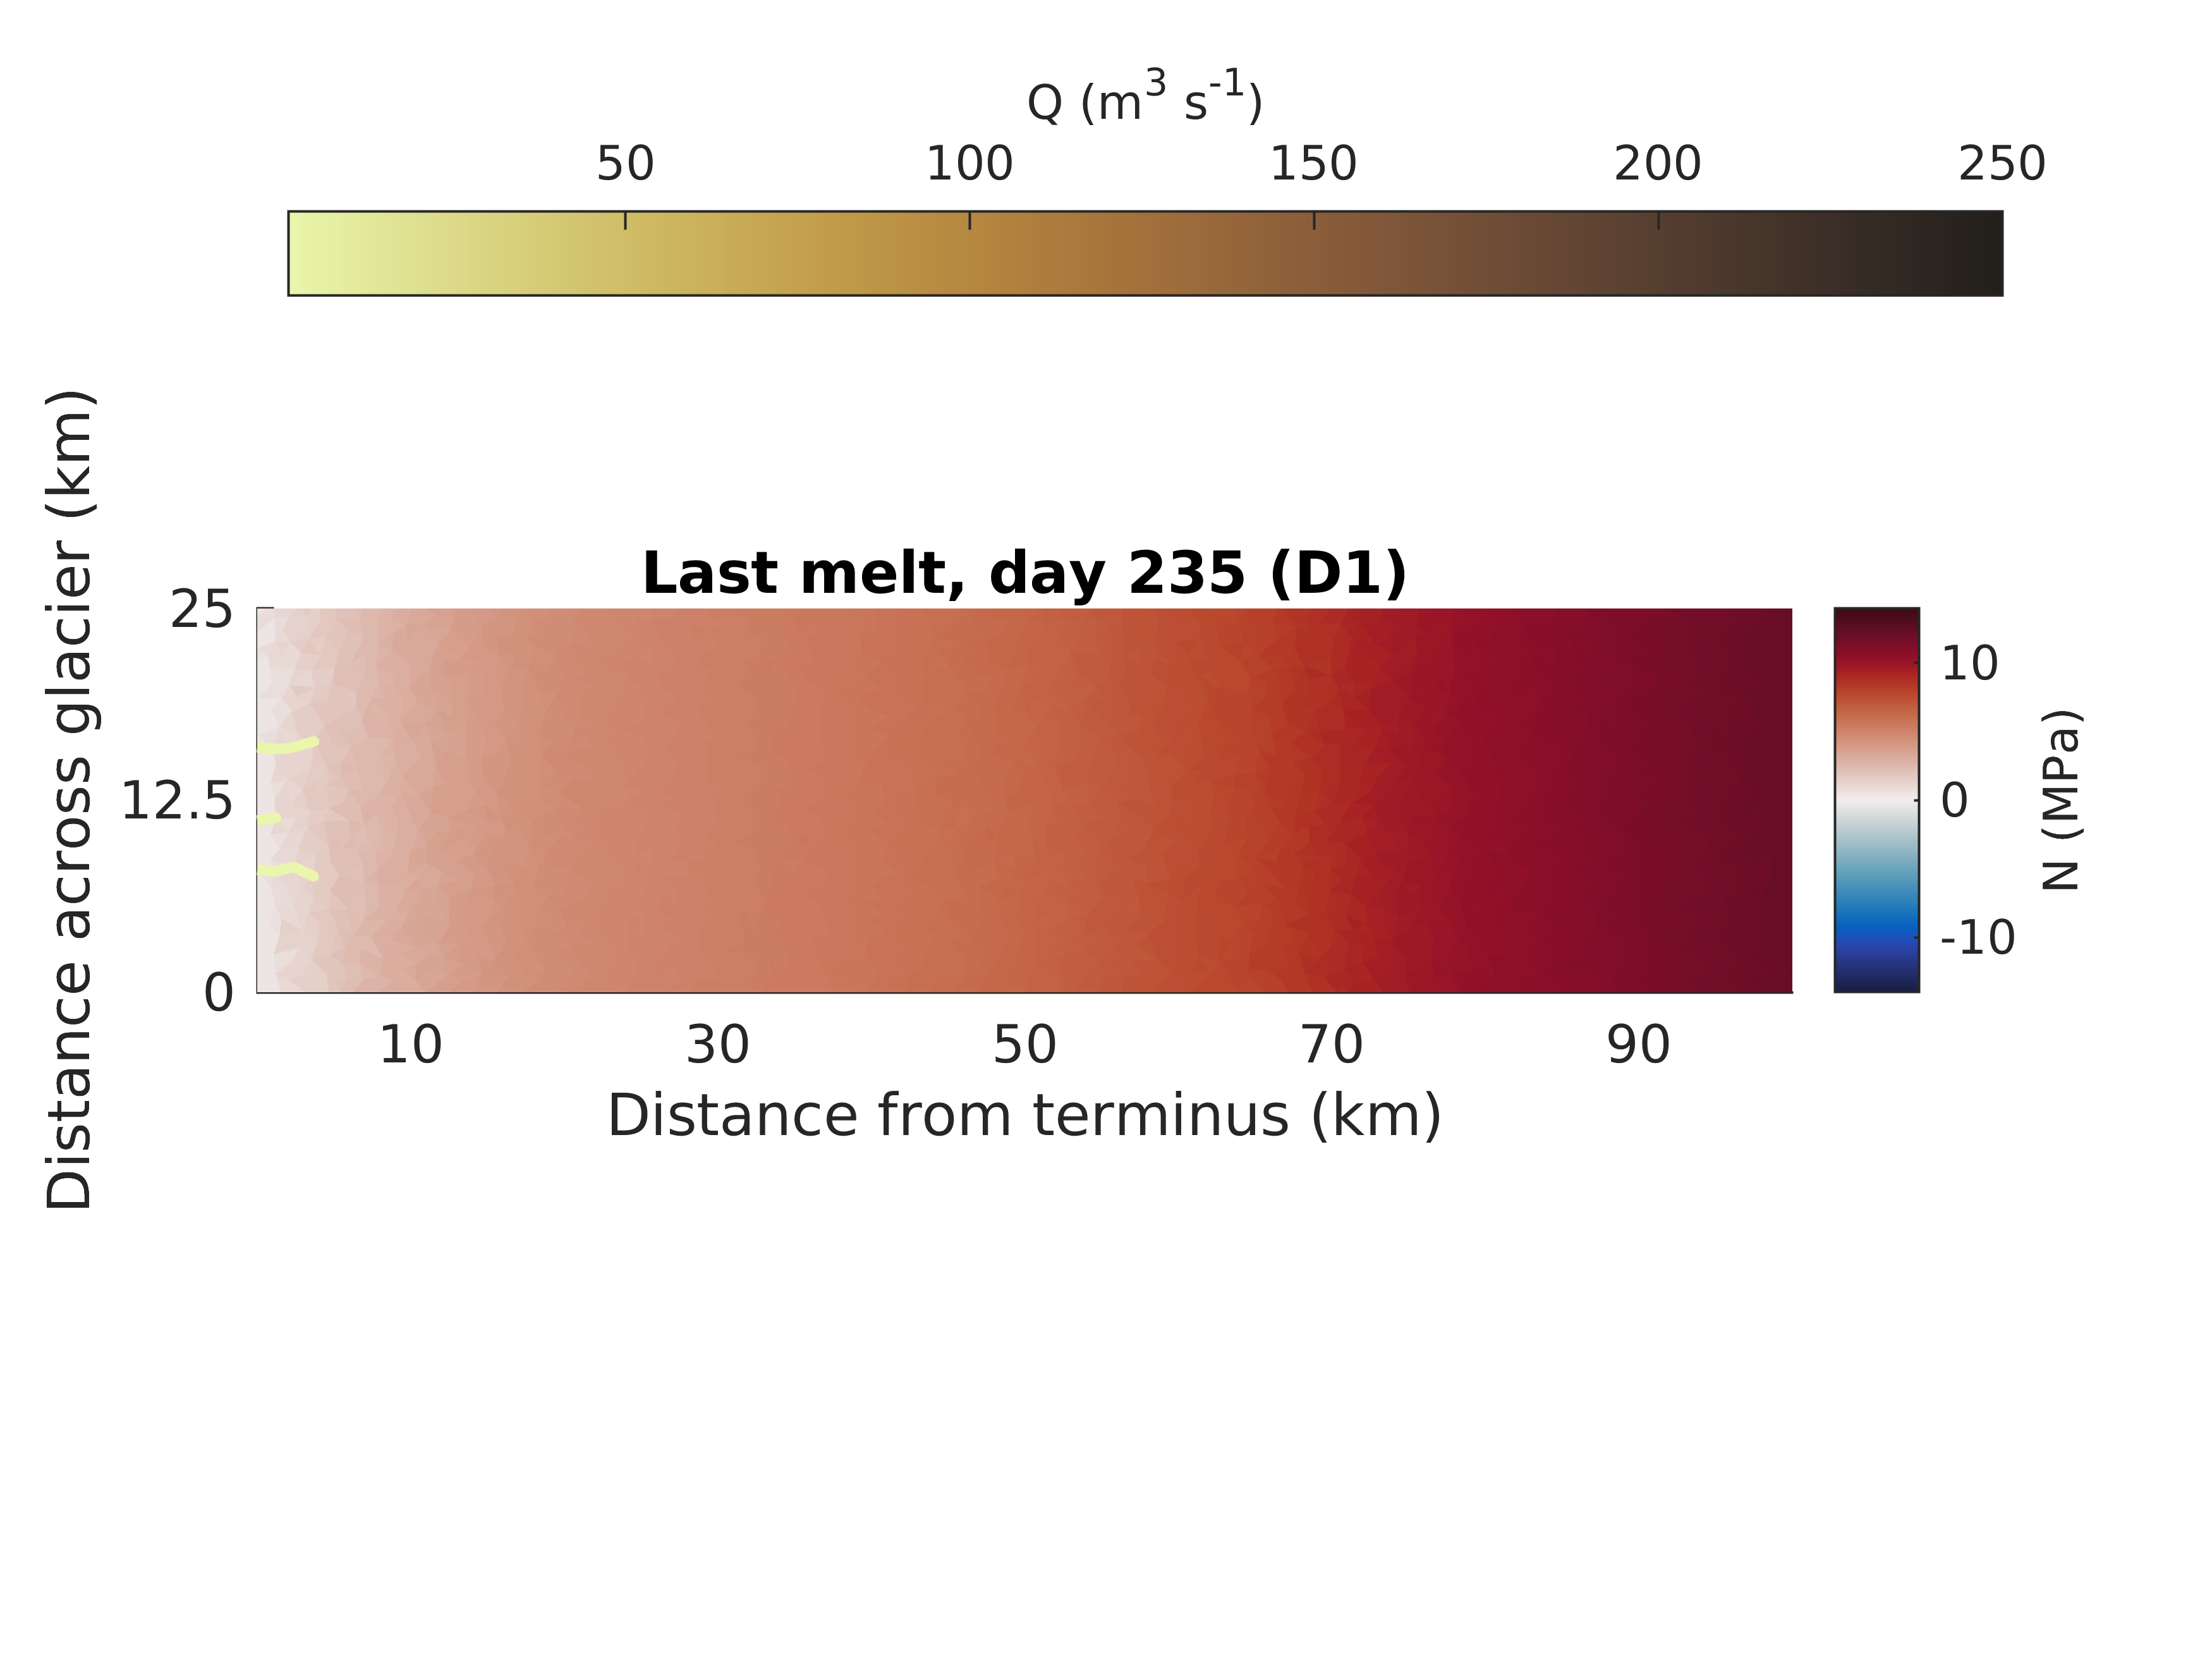 Q (m³ s⁻¹)
50 100 150 200 250
Distance across glacier (km)
Last melt, day 235 (D1)
25
12.5
0
10 30 50 70 90
Distance from terminus (km)
10
0
-10
N (MPa)